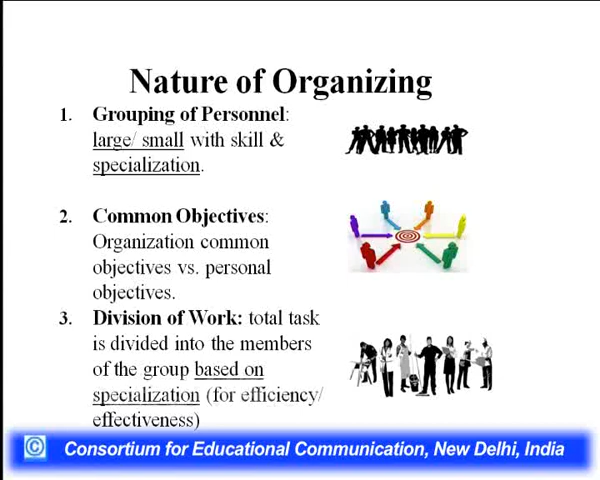 Nature of Organizing
1. Grouping of Personnel:
large/ small with skill &
specialization.
2. Common Objectives:
Organization common
objectives vs. personal
objectives.
3. Division of Work: total task
is divided into the members
of the group based on
specialization (for efficiency/
effectiveness)
© Consortium for Educational Communication, New Delhi, India